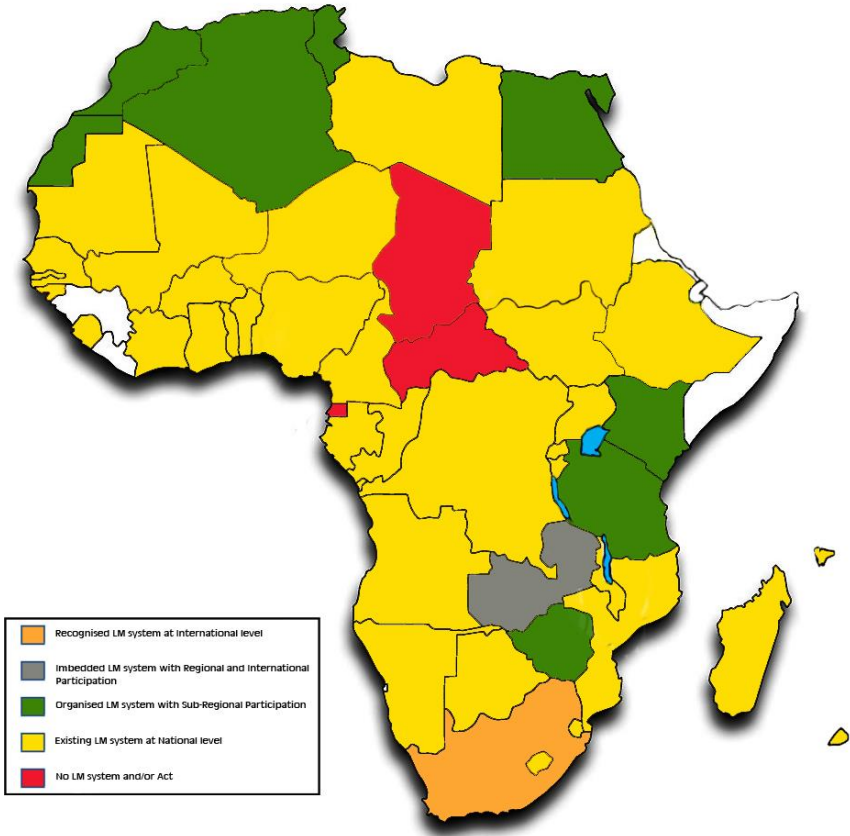 Recognised LM system at International level
Imbedded LM system with Regional and International
Participation
Organised LM system with Sub-Regional Participation
Existing LM system at National level
No LM system and/or Act